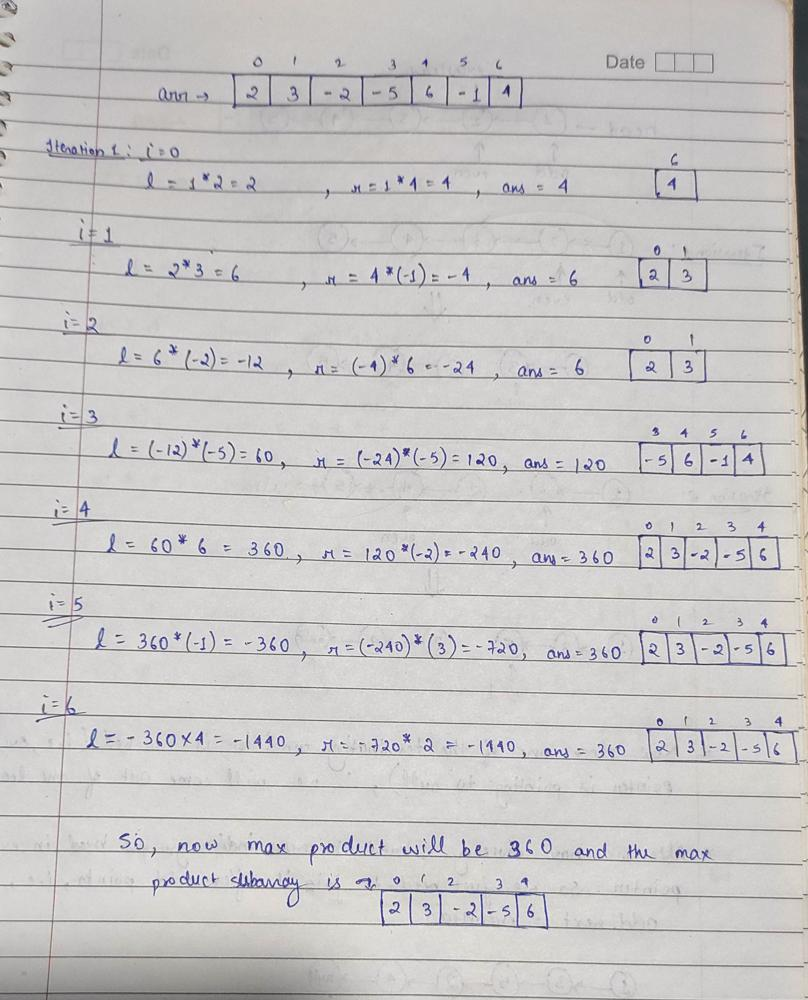 Date
0 1 2 3 4 5 6
arr → 2 3 -2 -5 6 -1 4
Iteration 1: i=0
6
l = 1*2 = 2 , r = 1*4 = 4 , ans = 4 4
i=1
0 1
l = 2*3 = 6 , r = 4*(-1) = -4 , ans = 6 2 3
i=2
0 1
l = 6*(-2) = -12 , r = (-4)*6 = -24 , ans = 6 2 3
i=3
3 4 5 6
l = (-12)*(-5) = 60 , r = (-24)*(-5) = 120 , ans = 120 -5 6 -1 4
i=4
0 1 2 3 4
l = 60*6 = 360 , r = 120*(-2) = -240 , ans = 360 2 3 -2 -5 6
i=5
0 1 2 3 4
l = 360*(-1) = -360 , r = (-240)*(3) = -720 , ans = 360 2 3 -2 -5 6
i=6
0 1 2 3 4
l = -360×4 = -1440 , r = -720*2 = -1440 , ans = 360 2 3 -2 -5 6
So, now max product will be 360 and the max
product subarray is → 0 1 2 3 4
2 3 -2 -5 6